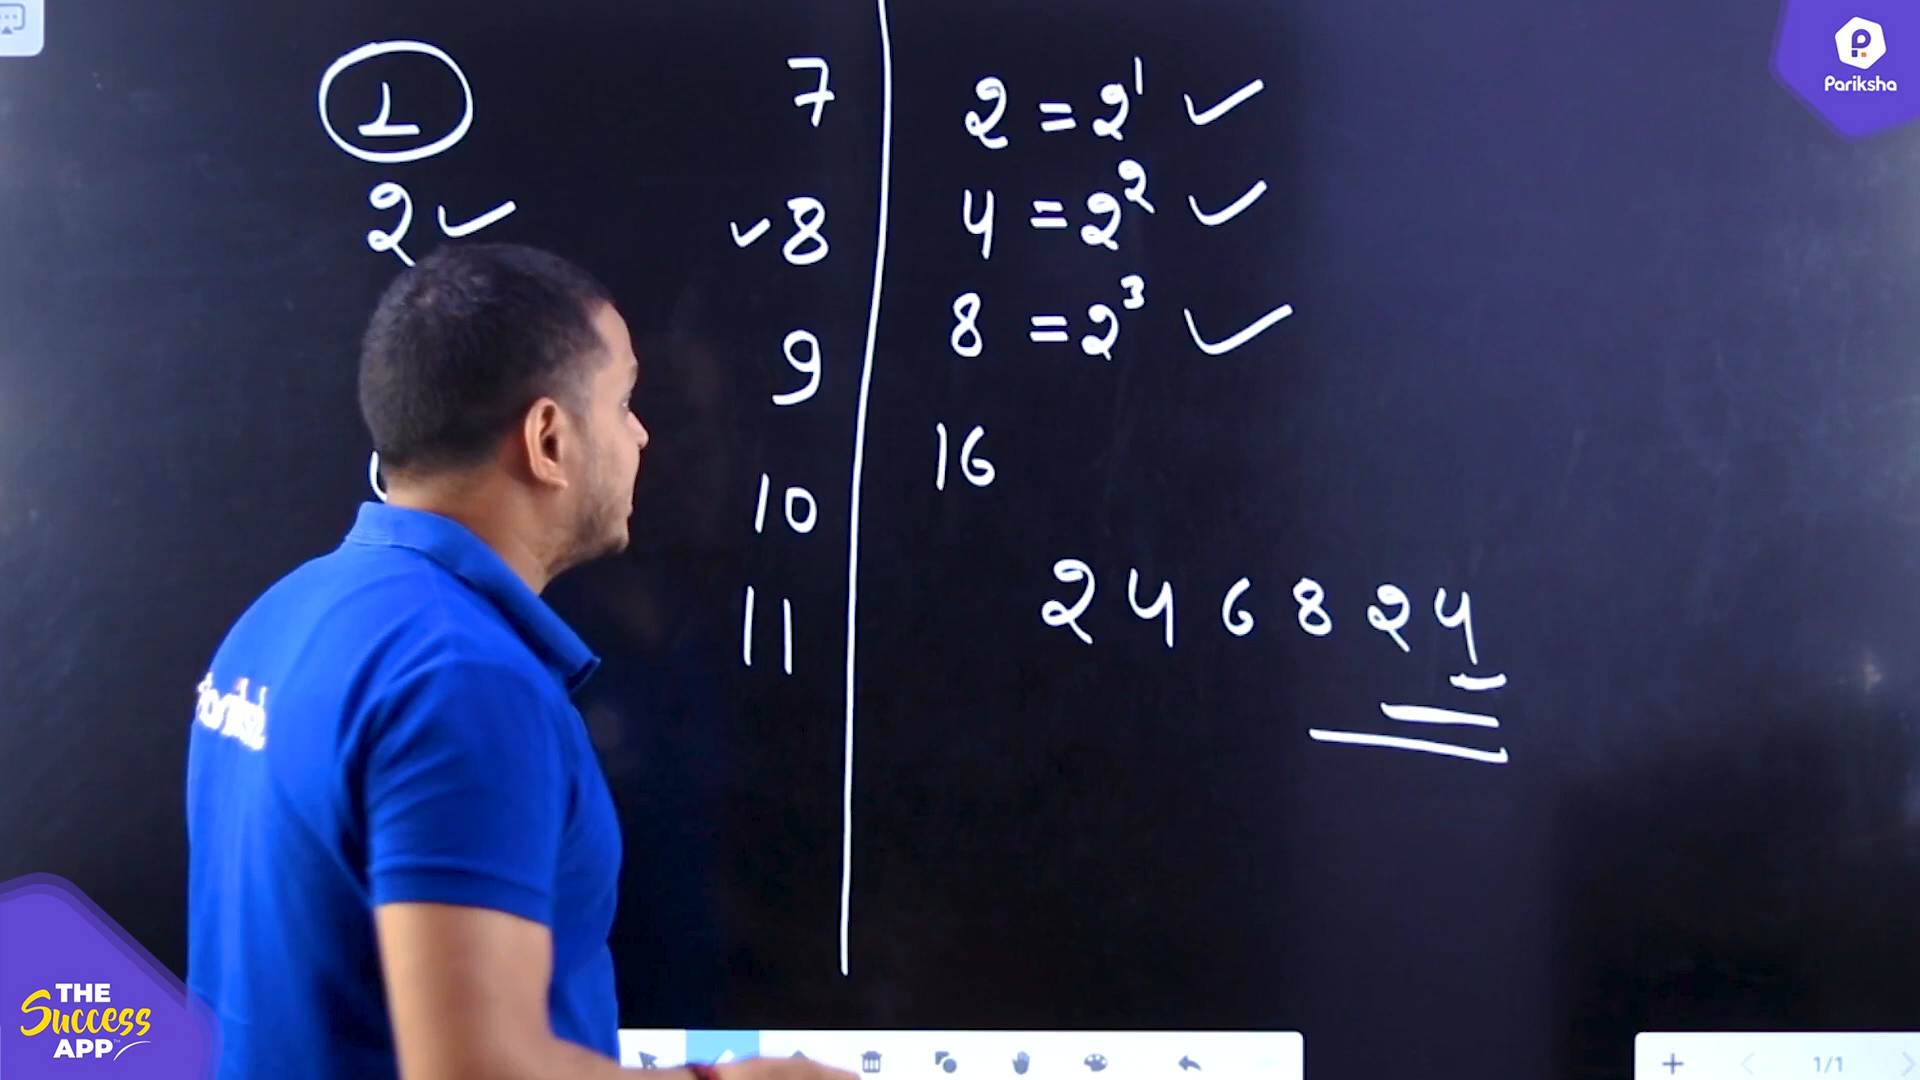 1
2 ✓
7
✓ 8
9
10
11
2 = 2¹ ✓
4 = 2² ✓
8 = 2³ ✓
16
2 4 6 8 2 4
Pariksha
THE
Success
APP
1/1